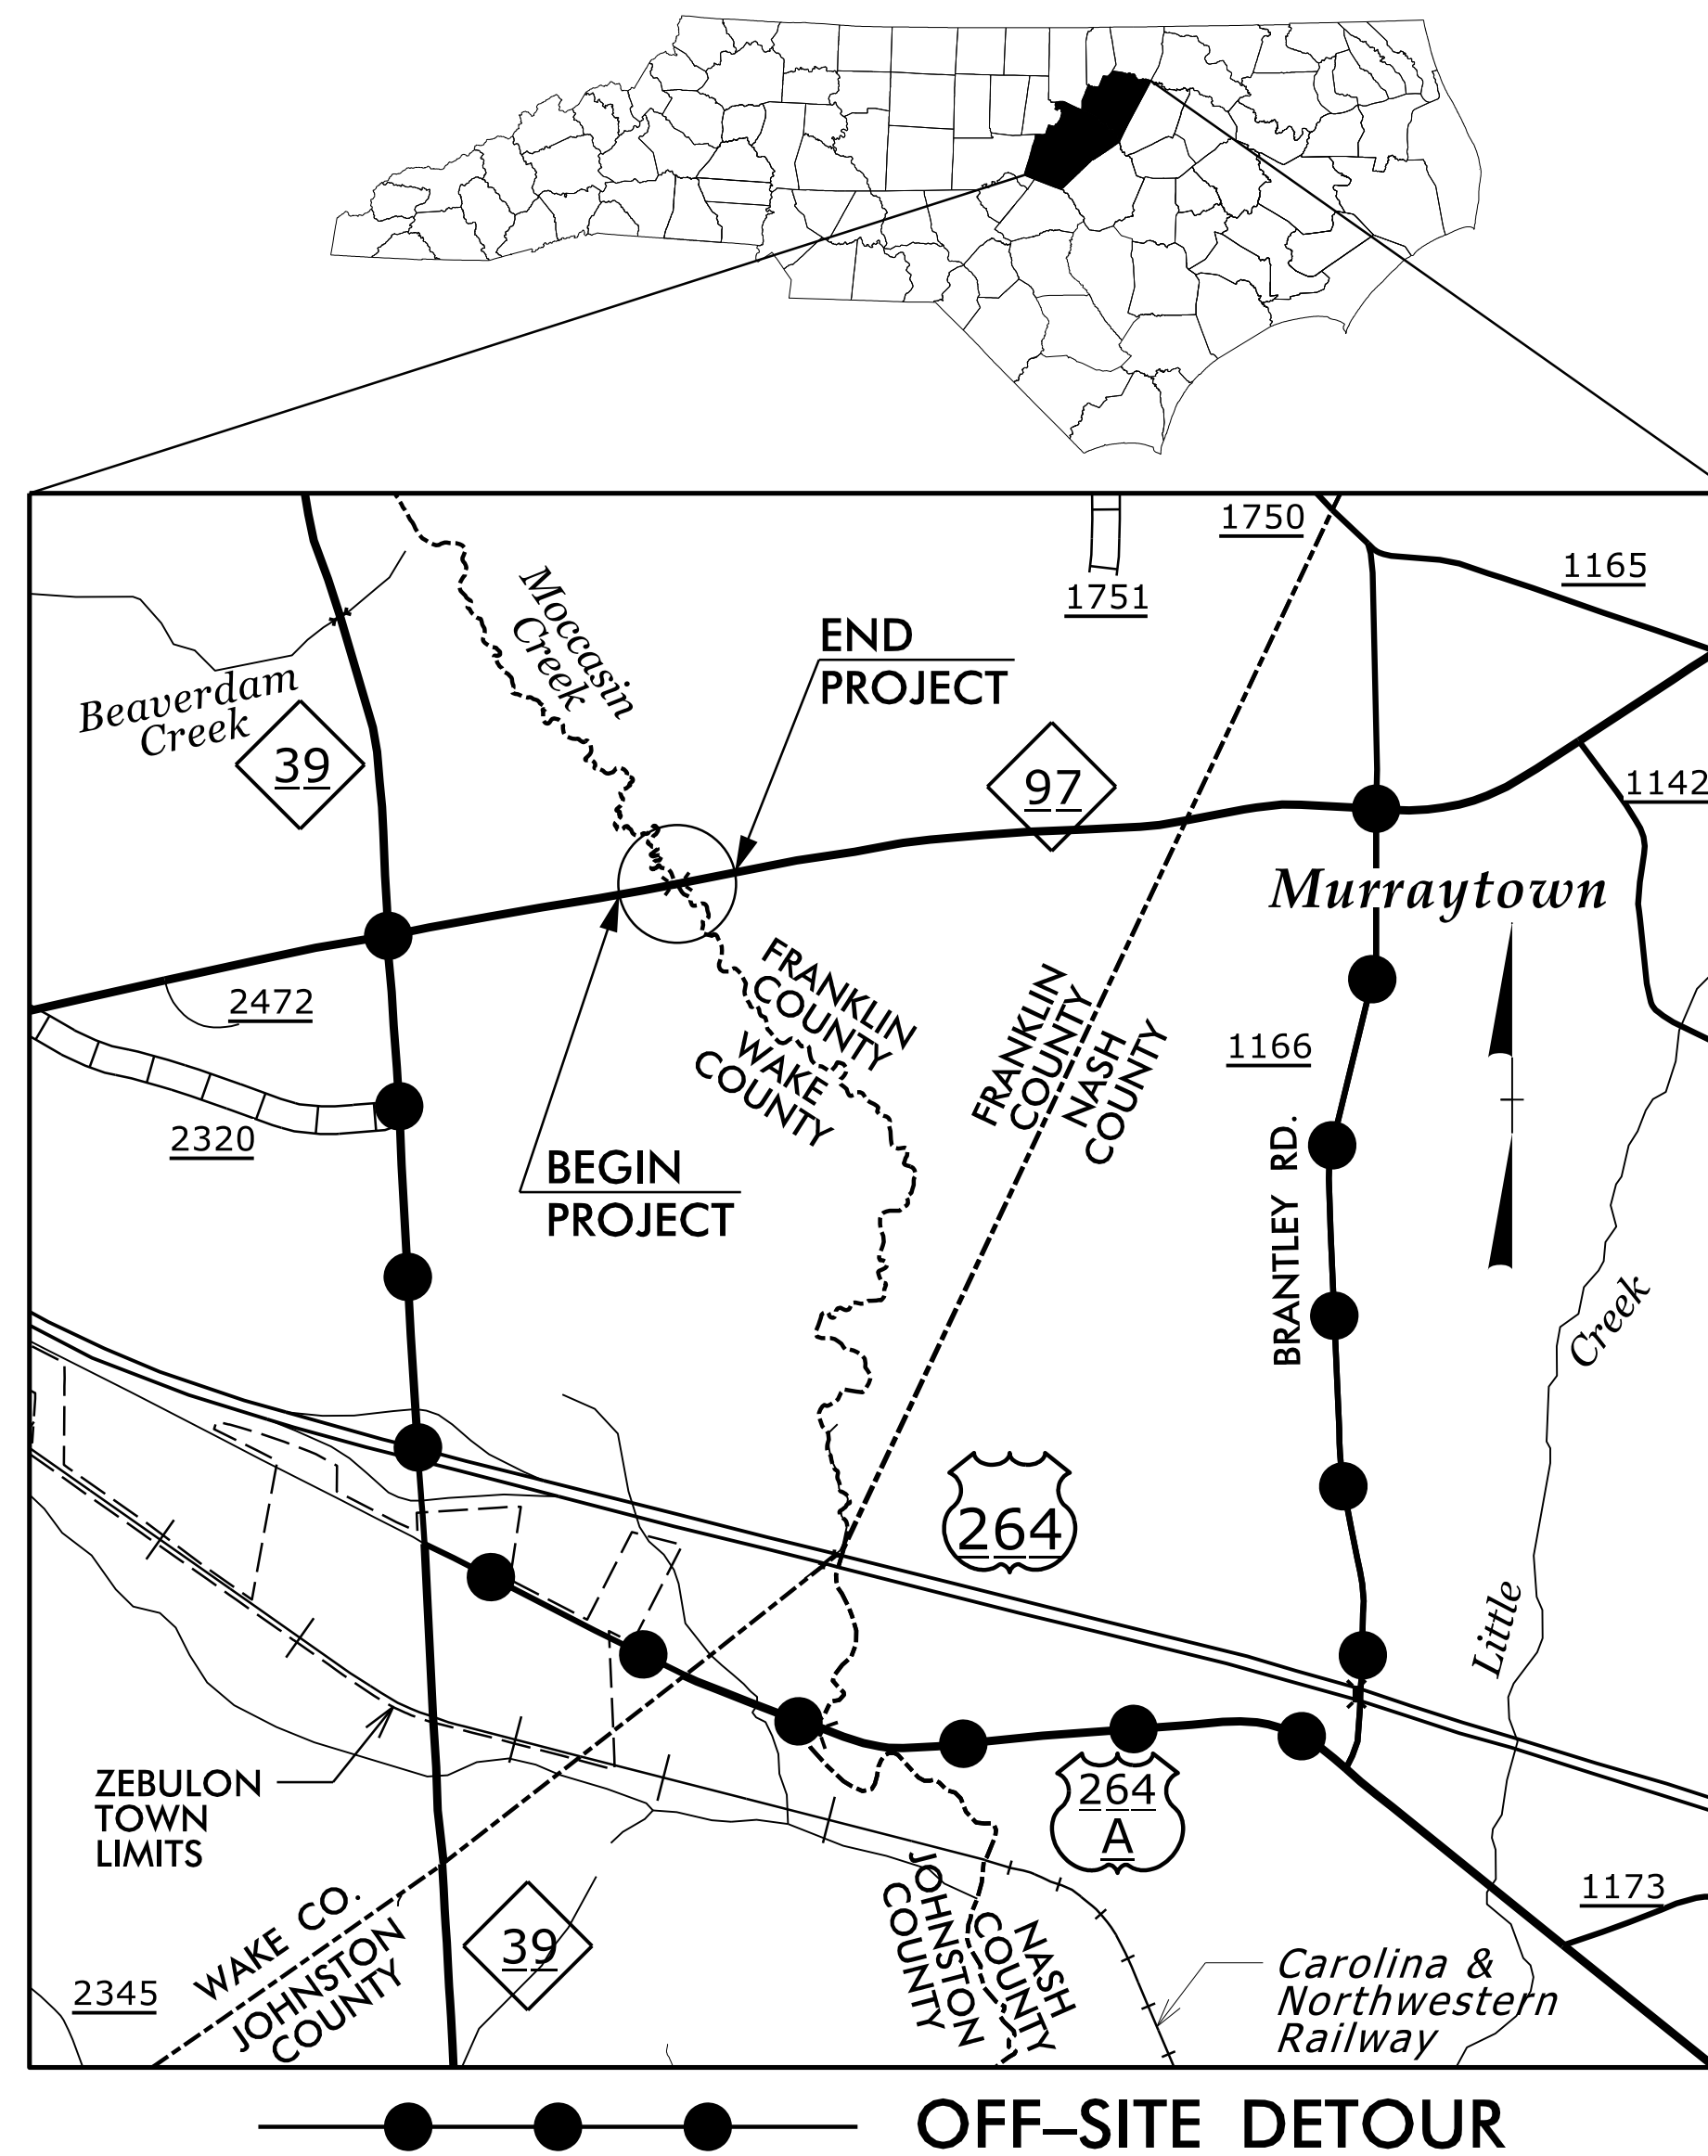 1750
1165
1751
Moccasin
Creek
END
PROJECT
Beaverdam
Creek
39
97
1142
Murraytown
2472
FRANKLIN
COUNTY
WAKE
COUNTY
FRANKLIN
COUNTY
NASH
COUNTY
1166
2320
BEGIN
PROJECT
BRANTLEY RD.
Creek
Little
264
ZEBULON
TOWN
LIMITS
264
A
1173
WAKE CO.
JOHNSTON
COUNTY
39
JOHNSTON
COUNTY
NASH
COUNTY
2345
Carolina &
Northwestern
Railway
OFF–SITE DETOUR